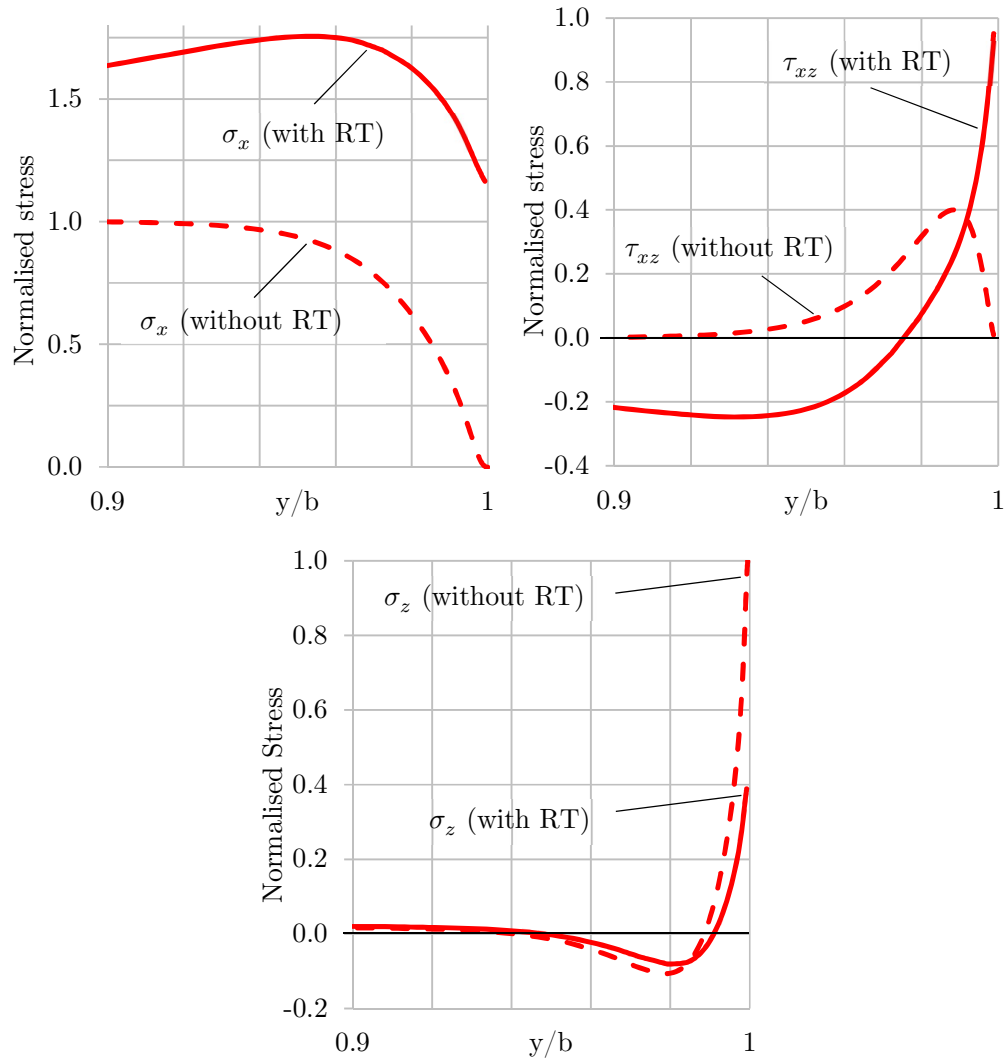 Normalised stress
1.5
1.0
0.5
0.0
σx (with RT)
σx (without RT)
0.9
y/b
1
Normalised stress
1.0
0.8
0.6
0.4
0.2
0.0
-0.2
-0.4
τxz (with RT)
τxz (without RT)
0.9
y/b
1
Normalised Stress
1.0
0.8
0.6
0.4
0.2
0.0
-0.2
σz (without RT)
σz (with RT)
0.9
y/b
1